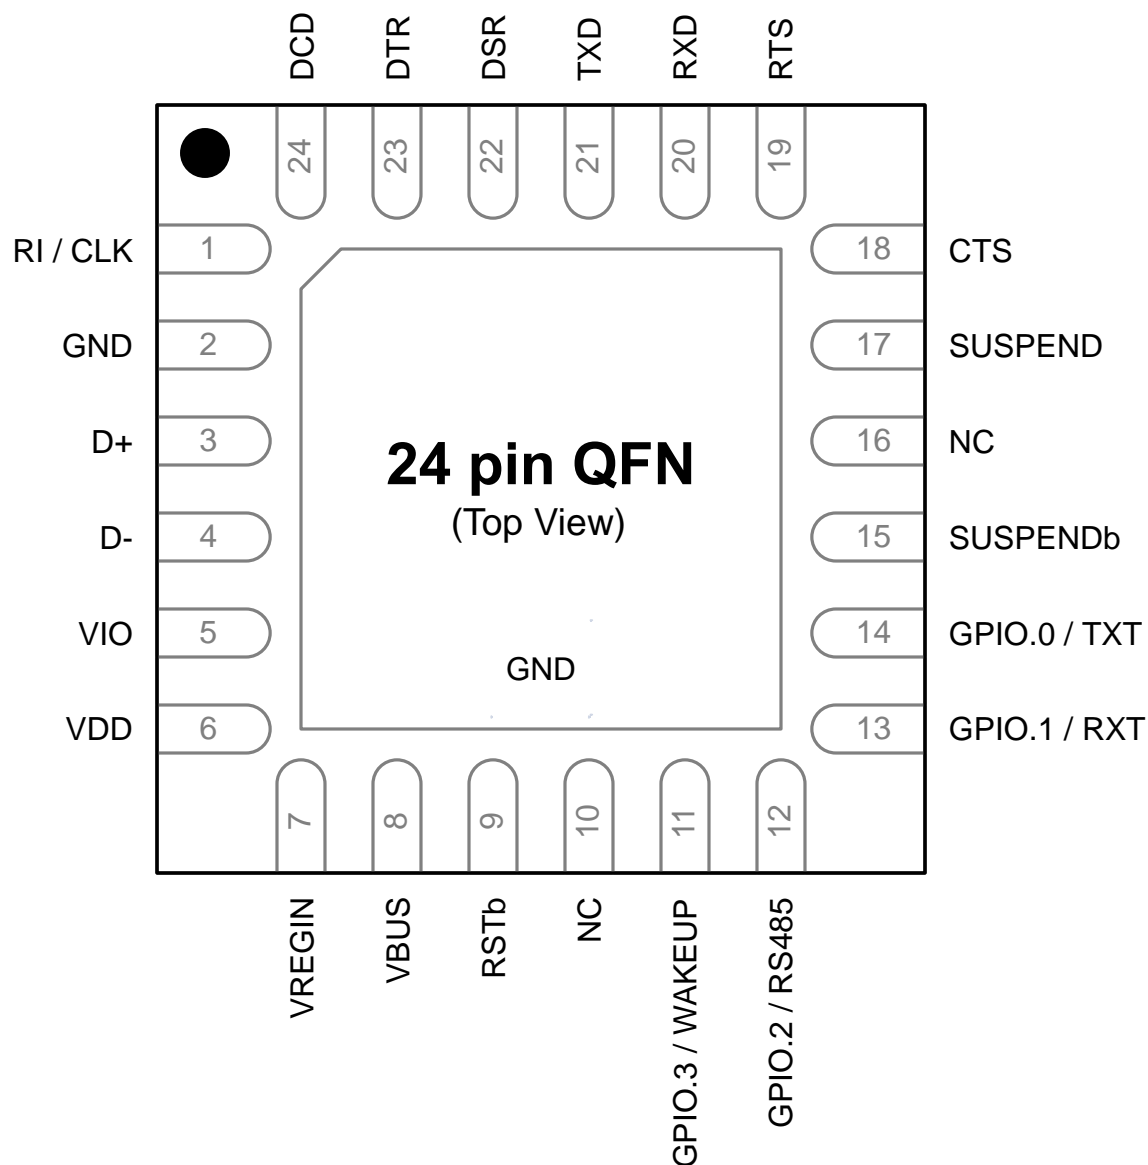 DCD
DTR
DSR
TXD
RXD
RTS
24
23
22
21
20
19
RI / CLK 1
18 CTS
GND 2
17 SUSPEND
D+ 3
16 NC
24 pin QFN
(Top View)
D- 4
15 SUSPENDb
VIO 5
14 GPIO.0 / TXT
GND
VDD 6
13 GPIO.1 / RXT
7
8
9
10
11
12
VREGIN
VBUS
RSTb
NC
GPIO.3 / WAKEUP
GPIO.2 / RS485